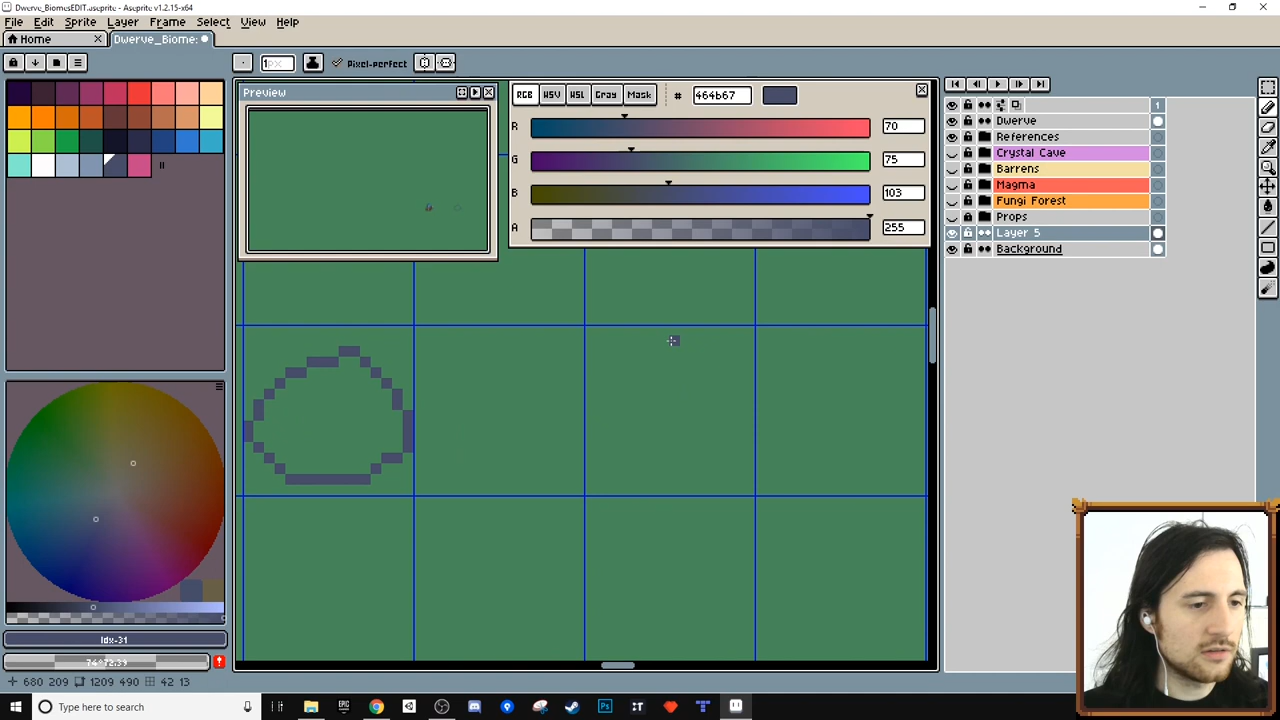 Dwerve_BiomesEDIT.aseprite - Aseprite v1.2.15-x64
File Edit Sprite Layer Frame Select View Help
Home Dwerve_Biome:
1px Pixel-perfect
Preview
RGB HSV HSL Gray Mask # 464b67
R 70
G 75
B 103
A 255
1
Dwerve
References
Crystal Cave
Barrens
Magma
Fungi Forest
Props
Layer 5
Background
Idx-31
680 209 1209 490 42 13
Type here to search